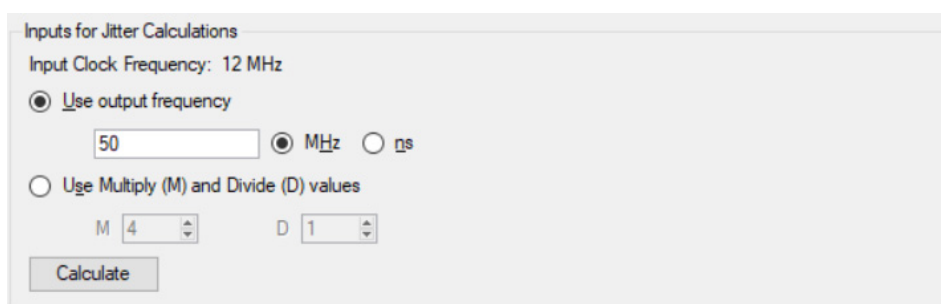 Inputs for Jitter Calculations
Input Clock Frequency: 12 MHz
Use output frequency
50 MHz ns
Use Multiply (M) and Divide (D) values
M 4 D 1
Calculate